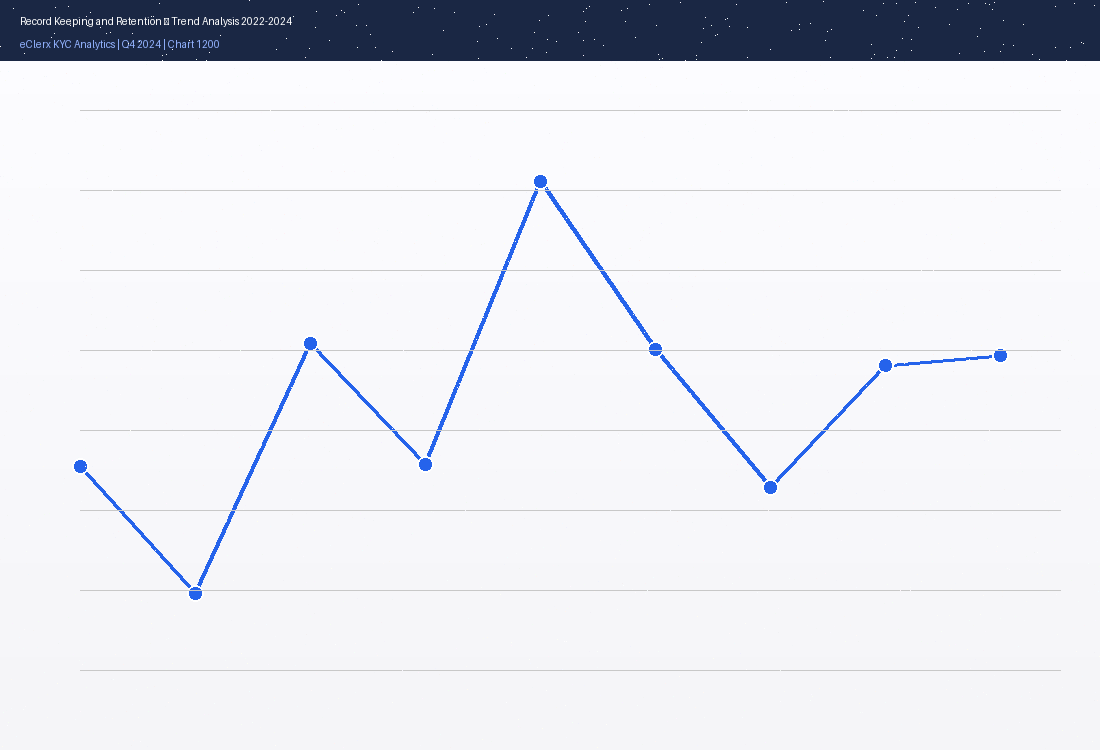 Record Keeping and Retention ▯ Trend Analysis 2022-2024
eClerx KYC Analytics | Q4 2024 | Chart 1200